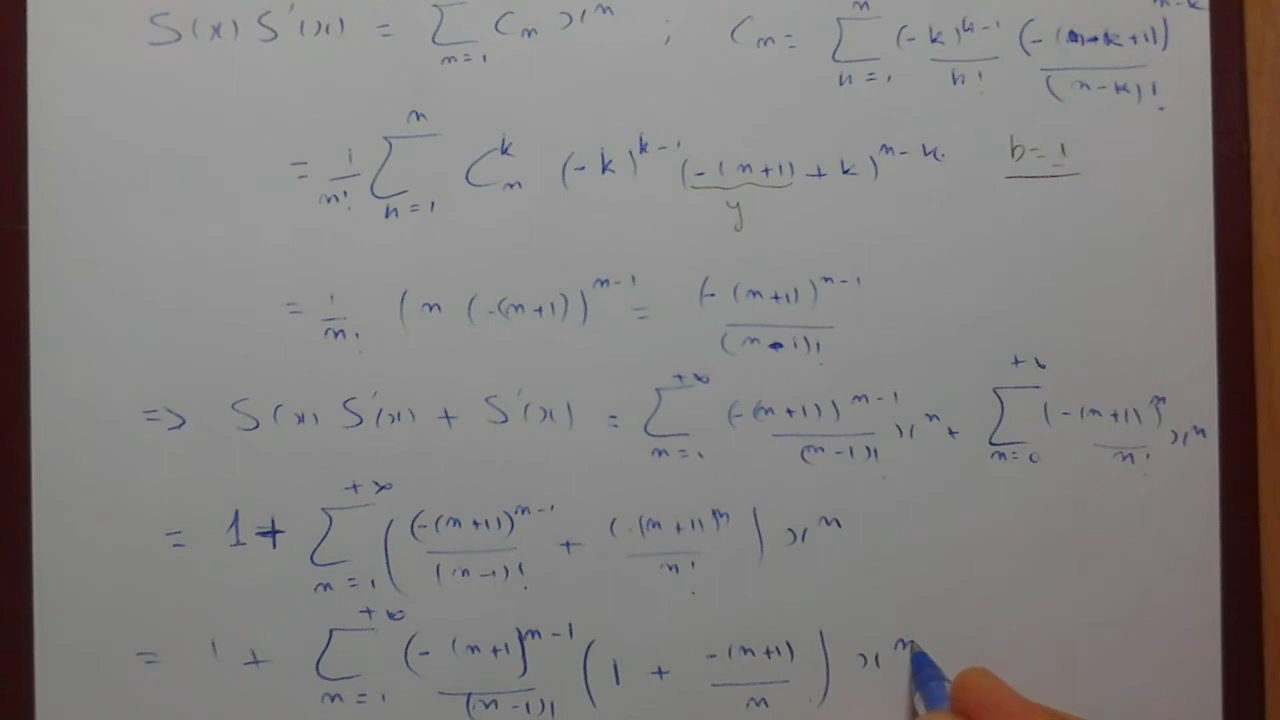 S(x) S'(x) = ∑_{n=1} C_n x^n ; C_n = ∑_{k=1}^{n} (-k)^{k-1}/k! (-(n-k+1))^{n-k}/(n-k)!
= 1/n! ∑_{k=1}^{n} C_n^k (-k)^{k-1} (-(n+1)+k)^{n-k} b=1
y
= 1/n! (n (-(n+1))^{n-1} = (-(n+1)^{n-1}/(n-1)!
=> S(x) S'(x) + S'(x) = ∑_{n=1}^{+∞} (-(n+1))^{n-1}/(n-1)! x^n + ∑_{n=0}^{+∞} (-(n+1)^n/n! x^n
= 1 + ∑_{n=1}^{+∞} ( (-(n+1)^{n-1}/(n-1)! + (-(n+1)^n/n! ) x^n
= 1 + ∑_{n=1}^{+∞} (-(n+1)^{n-1}/(n-1)! ( 1 + -(n+1)/n ) x^n